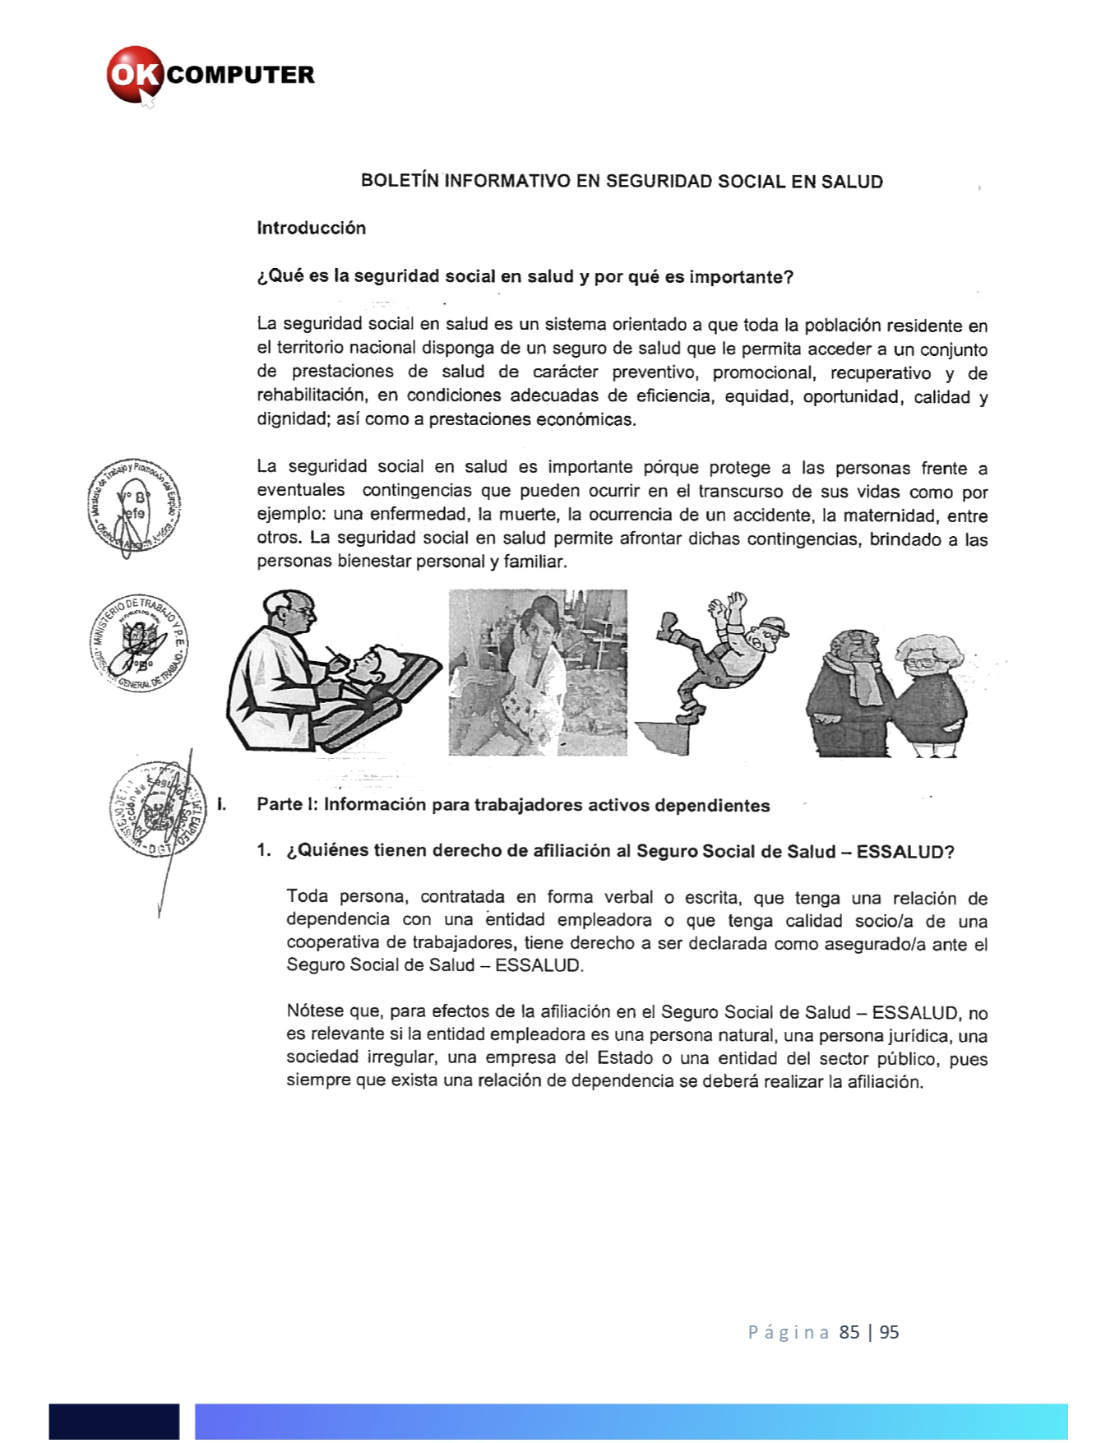 OK COMPUTER
BOLETÍN INFORMATIVO EN SEGURIDAD SOCIAL EN SALUD
Introducción
¿Qué es la seguridad social en salud y por qué es importante?
La seguridad social en salud es un sistema orientado a que toda la población residente en
el territorio nacional disponga de un seguro de salud que le permita acceder a un conjunto
de prestaciones de salud de carácter preventivo, promocional, recuperativo y de
rehabilitación, en condiciones adecuadas de eficiencia, equidad, oportunidad, calidad y
dignidad; así como a prestaciones económicas.
La seguridad social en salud es importante porque protege a las personas frente a
eventuales contingencias que pueden ocurrir en el transcurso de sus vidas como por
ejemplo: una enfermedad, la muerte, la ocurrencia de un accidente, la maternidad, entre
otros. La seguridad social en salud permite afrontar dichas contingencias, brindado a las
personas bienestar personal y familiar.
Ministerio de Trabajo y Promoción del Empleo
MINISTERIO DE TRABAJO Y P.E.
GENERAL DE TRABAJO
I. Parte I: Información para trabajadores activos dependientes
1. ¿Quiénes tienen derecho de afiliación al Seguro Social de Salud – ESSALUD?
Toda persona, contratada en forma verbal o escrita, que tenga una relación de
dependencia con una entidad empleadora o que tenga calidad socio/a de una
cooperativa de trabajadores, tiene derecho a ser declarada como asegurado/a ante el
Seguro Social de Salud – ESSALUD.
Nótese que, para efectos de la afiliación en el Seguro Social de Salud – ESSALUD, no
es relevante si la entidad empleadora es una persona natural, una persona jurídica, una
sociedad irregular, una empresa del Estado o una entidad del sector público, pues
siempre que exista una relación de dependencia se deberá realizar la afiliación.
Página 85 | 95